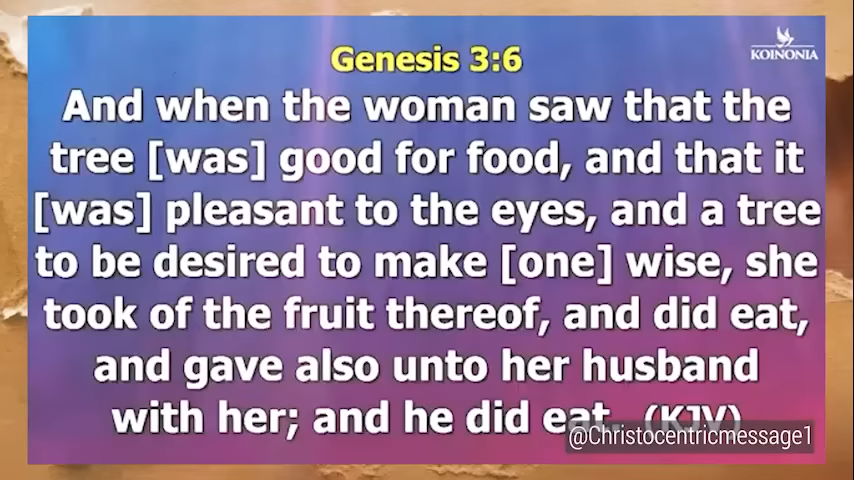 KOINONIA
Genesis 3:6
And when the woman saw that the
tree [was] good for food, and that it
[was] pleasant to the eyes, and a tree
to be desired to make [one] wise, she
took of the fruit thereof, and did eat,
and gave also unto her husband
with her; and he did eat. (KJV)
@Christocentricmessage1